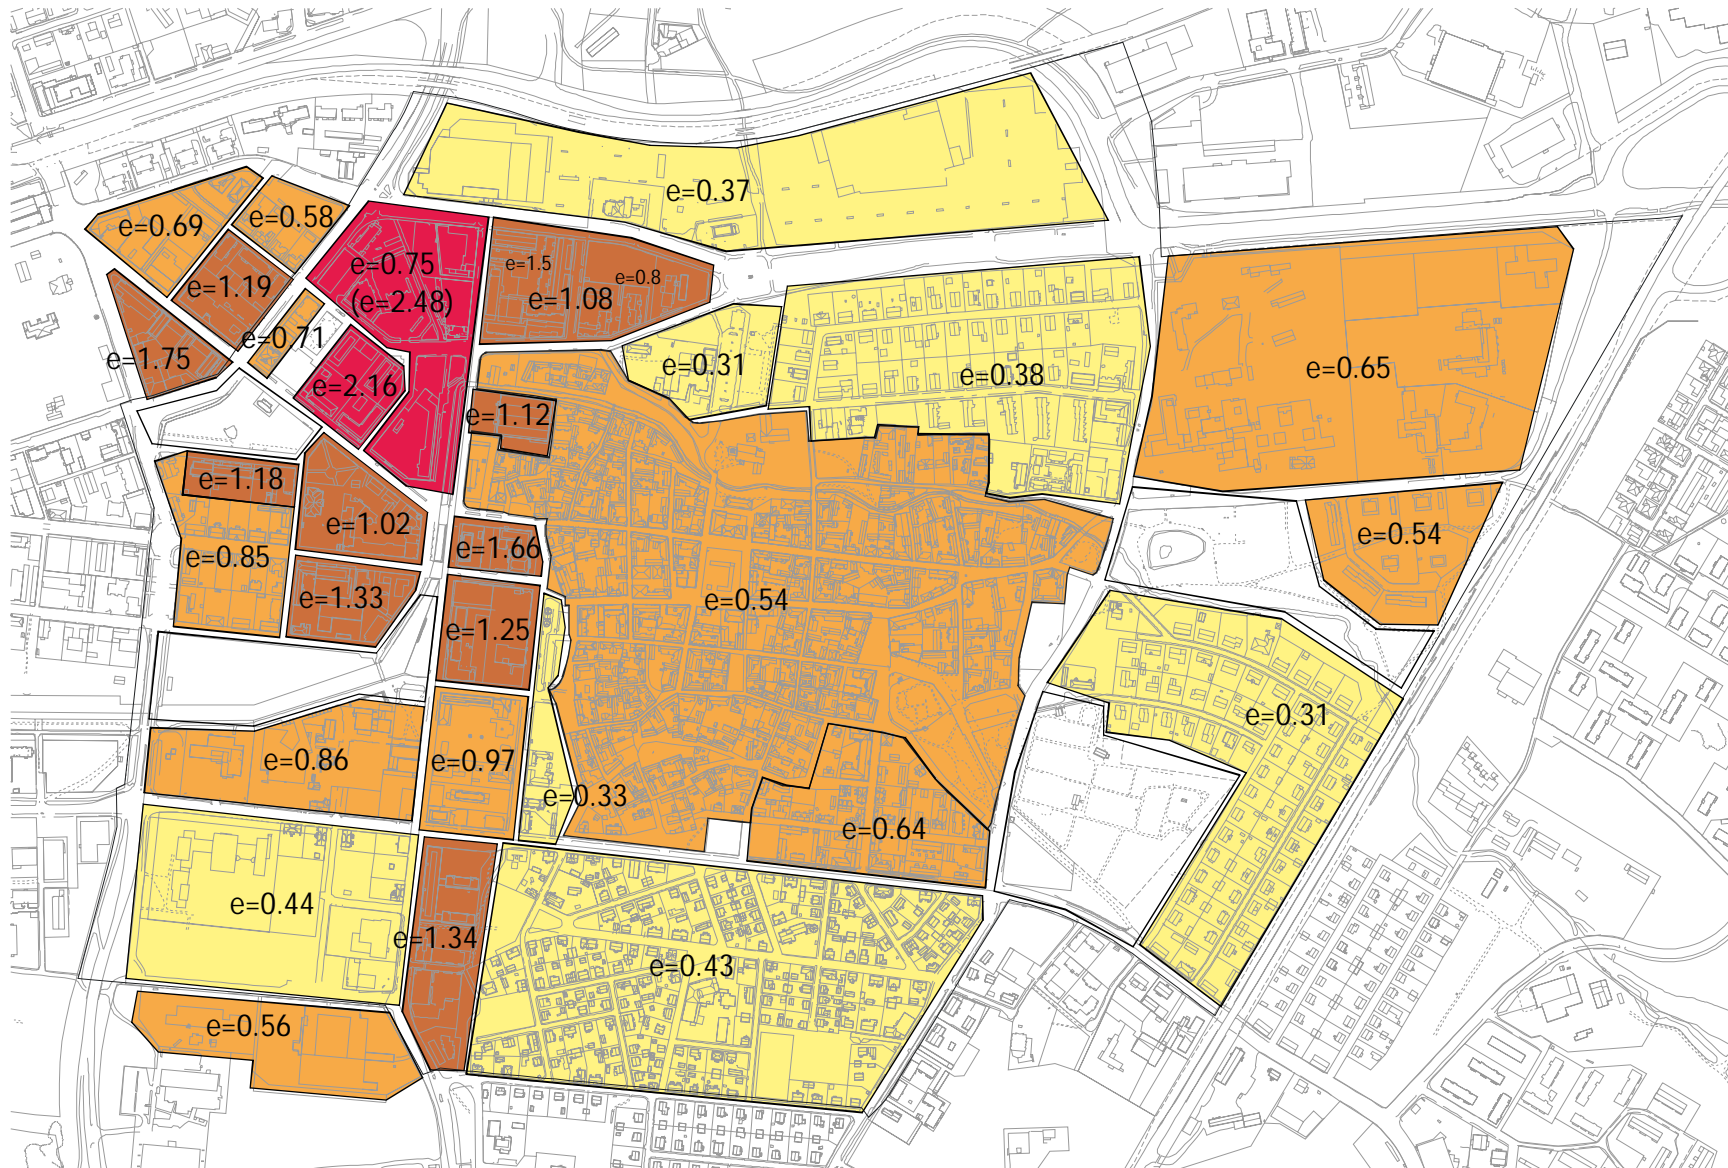 e=0.37
e=0.69
e=0.58
e=0.75
(e=2.48)
e=1.5
e=0.8
e=1.08
e=1.19
e=0.71
e=1.75
e=2.16
e=0.31
e=0.38
e=0.65
e=1.12
e=1.18
e=1.02
e=1.66
e=0.54
e=0.85
e=1.33
e=0.54
e=1.25
e=0.31
e=0.86
e=0.97
e=0.33
e=0.64
e=0.44
e=1.34
e=0.43
e=0.56